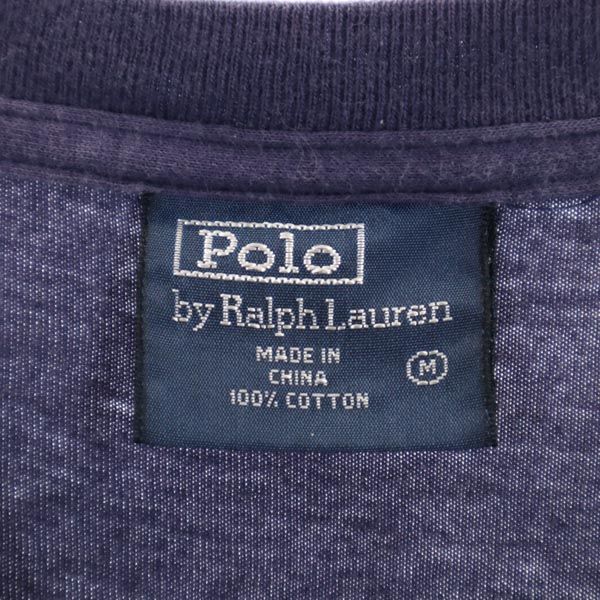 Polo
by Ralph Lauren
MADE IN
CHINA
100% COTTON
M